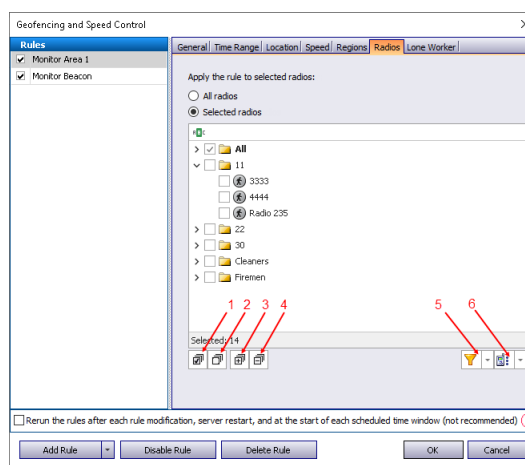 Geofencing and Speed Control
Rules
Monitor Area 1
Monitor Beacon
General Time Range Location Speed Regions Radios Lone Worker
Apply the rule to selected radios:
All radios
Selected radios
All
11
3333
4444
Radio 235
22
30
Cleaners
Firemen
1 2 3 4 5 6
Selected: 14
Rerun the rules after each rule modification, server restart, and at the start of each scheduled time window (not recommended)
Add Rule Disable Rule Delete Rule OK Cancel